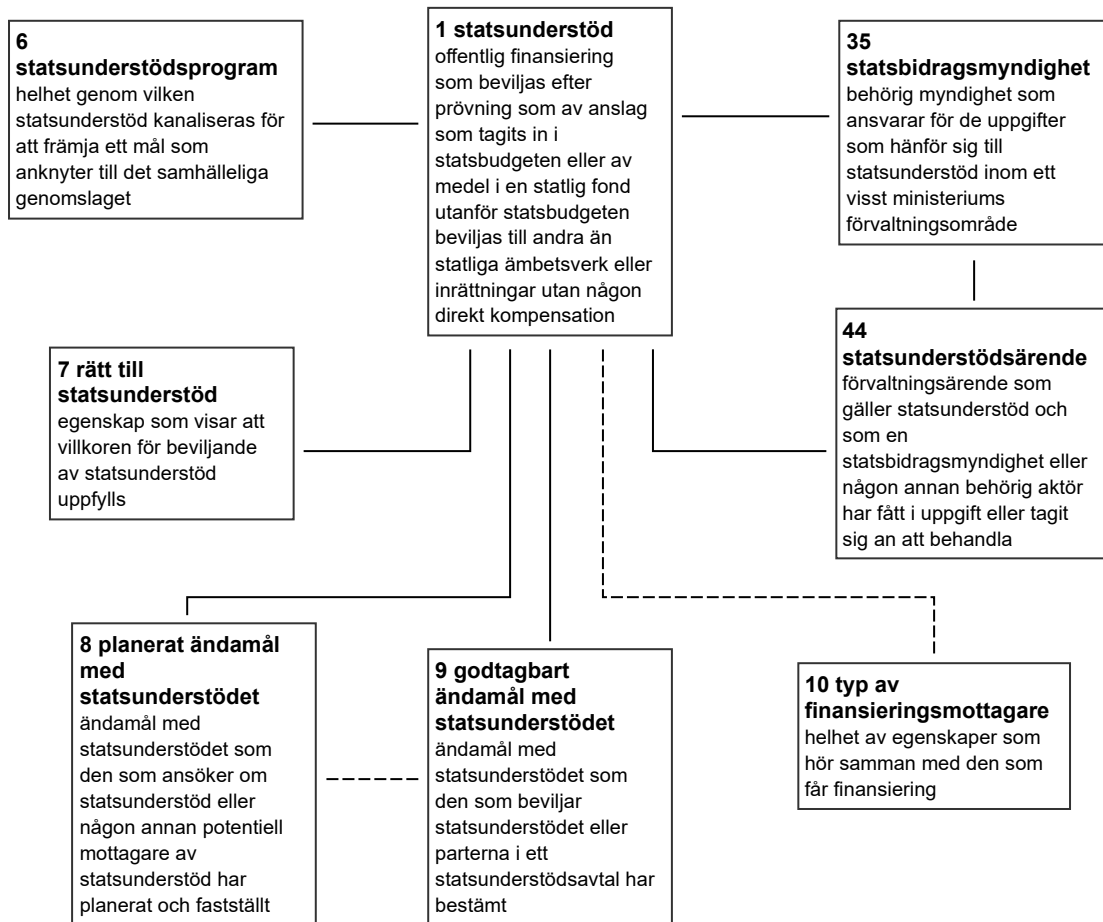 6
statsunderstödsprogram
helhet genom vilken
statsunderstöd kanaliseras för
att främja ett mål som
anknyter till det samhälleliga
genomslaget
1 statsunderstöd
offentlig finansiering
som beviljas efter
prövning som av anslag
som tagits in i
statsbudgeten eller av
medel i en statlig fond
utanför statsbudgeten
beviljas till andra än
statliga ämbetsverk eller
inrättningar utan någon
direkt kompensation
35
statsbidragsmyndighet
behörig myndighet som
ansvarar för de uppgifter
som hänför sig till
statsunderstöd inom ett
visst ministeriums
förvaltningsområde
7 rätt till
statsunderstöd
egenskap som visar att
villkoren för beviljande
av statsunderstöd
uppfylls
44
statsunderstödsärende
förvaltningsärende som
gäller statsunderstöd och
som en
statsbidragsmyndighet eller
någon annan behörig aktör
har fått i uppgift eller tagit
sig an att behandla
8 planerat ändamål
med
statsunderstödet
ändamål med
statsunderstödet som
den som ansöker om
statsunderstöd eller
någon annan potentiell
mottagare av
statsunderstöd har
planerat och fastställt
9 godtagbart
ändamål med
statsunderstödet
ändamål med
statsunderstödet som
den som beviljar
statsunderstödet eller
parterna i ett
statsunderstödsavtal har
bestämt
10 typ av
finansieringsmottagare
helhet av egenskaper som
hör samman med den som
får finansiering